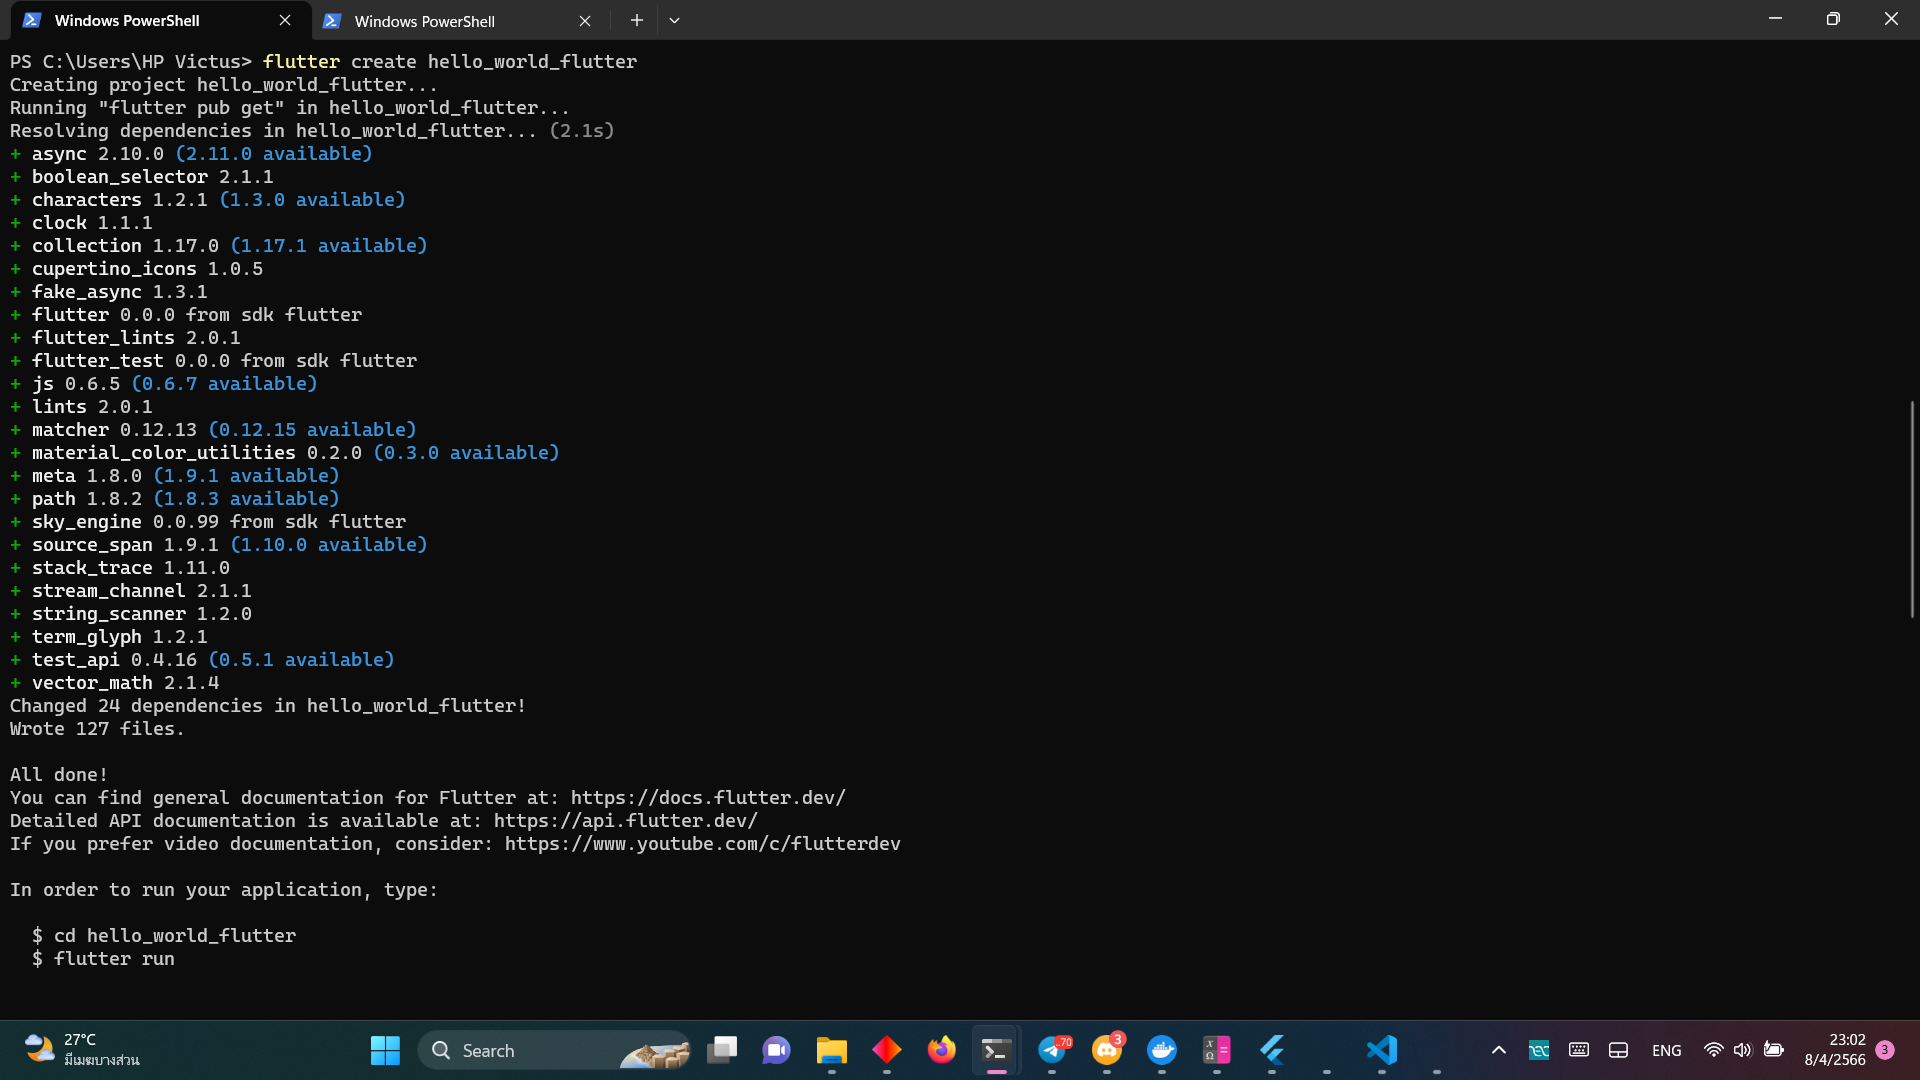 Windows PowerShell
Windows PowerShell
PS C:\Users\HP Victus> flutter create hello_world_flutter
Creating project hello_world_flutter...
Running "flutter pub get" in hello_world_flutter...
Resolving dependencies in hello_world_flutter... (2.1s)
+ async 2.10.0 (2.11.0 available)
+ boolean_selector 2.1.1
+ characters 1.2.1 (1.3.0 available)
+ clock 1.1.1
+ collection 1.17.0 (1.17.1 available)
+ cupertino_icons 1.0.5
+ fake_async 1.3.1
+ flutter 0.0.0 from sdk flutter
+ flutter_lints 2.0.1
+ flutter_test 0.0.0 from sdk flutter
+ js 0.6.5 (0.6.7 available)
+ lints 2.0.1
+ matcher 0.12.13 (0.12.15 available)
+ material_color_utilities 0.2.0 (0.3.0 available)
+ meta 1.8.0 (1.9.1 available)
+ path 1.8.2 (1.8.3 available)
+ sky_engine 0.0.99 from sdk flutter
+ source_span 1.9.1 (1.10.0 available)
+ stack_trace 1.11.0
+ stream_channel 2.1.1
+ string_scanner 1.2.0
+ term_glyph 1.2.1
+ test_api 0.4.16 (0.5.1 available)
+ vector_math 2.1.4
Changed 24 dependencies in hello_world_flutter!
Wrote 127 files.
All done!
You can find general documentation for Flutter at: https://docs.flutter.dev/
Detailed API documentation is available at: https://api.flutter.dev/
If you prefer video documentation, consider: https://www.youtube.com/c/flutterdev
In order to run your application, type:
$ cd hello_world_flutter
$ flutter run
27°C
มีเมฆบางส่วน
Search
..70
3
ENG
23:02
8/4/2566
3